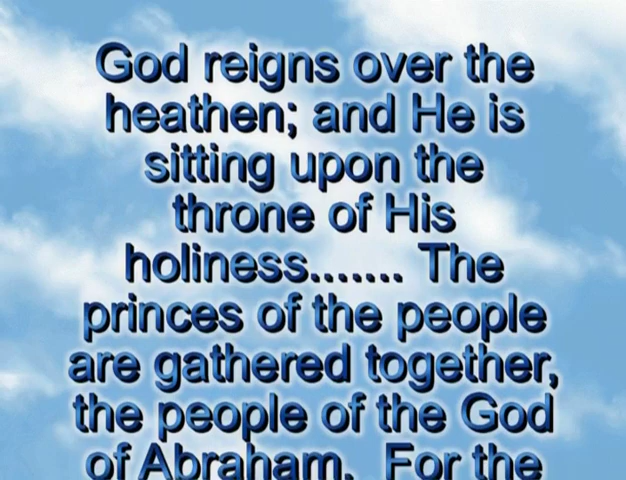 God reigns over the
heathen; and He is
sitting upon the
throne of His
holiness....... The
princes of the people
are gathered together,
the people of the God
of Abraham.  For the